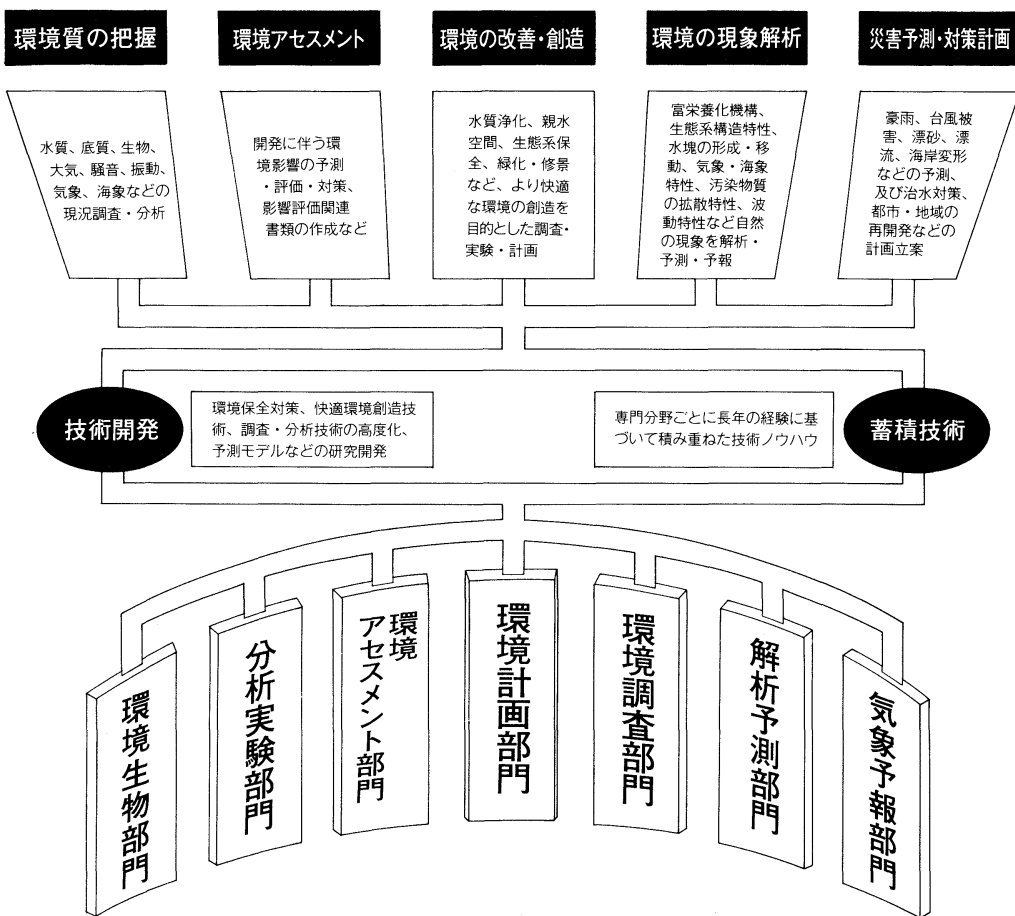 環境質の把握
環境アセスメント
環境の改善・創造
環境の現象解析
災害予測・対策計画
水質、底質、生物、
大気、騒音、振動、
気象、海象などの
現況調査・分析
開発に伴う環
境影響の予測
・評価・対策、
影響評価関連
書類の作成など
水質浄化、親水
空間、生態系保
全、緑化・修景
など、より快適
な環境の創造を
目的とした調査・
実験・計画
富栄養化機構、
生態系構造特性、
水塊の形成・移
動、気象・海象
特性、汚染物質
の拡散特性、波
動特性など自然
の現象を解析・
予測・予報
豪雨、台風被
害、漂砂、漂
流、海岸変形
などの予測、
及び治水対策、
都市・地域の
再開発などの
計画立案
技術開発
環境保全対策、快適環境創造技
術、調査・分析技術の高度化、
予測モデルなどの研究開発
専門分野ごとに長年の経験に基
づいて積み重ねた技術ノウハウ
蓄積技術
環境生物部門
分析実験部門
環境
アセスメント部門
環境計画部門
環境調査部門
解析予測部門
気象予報部門